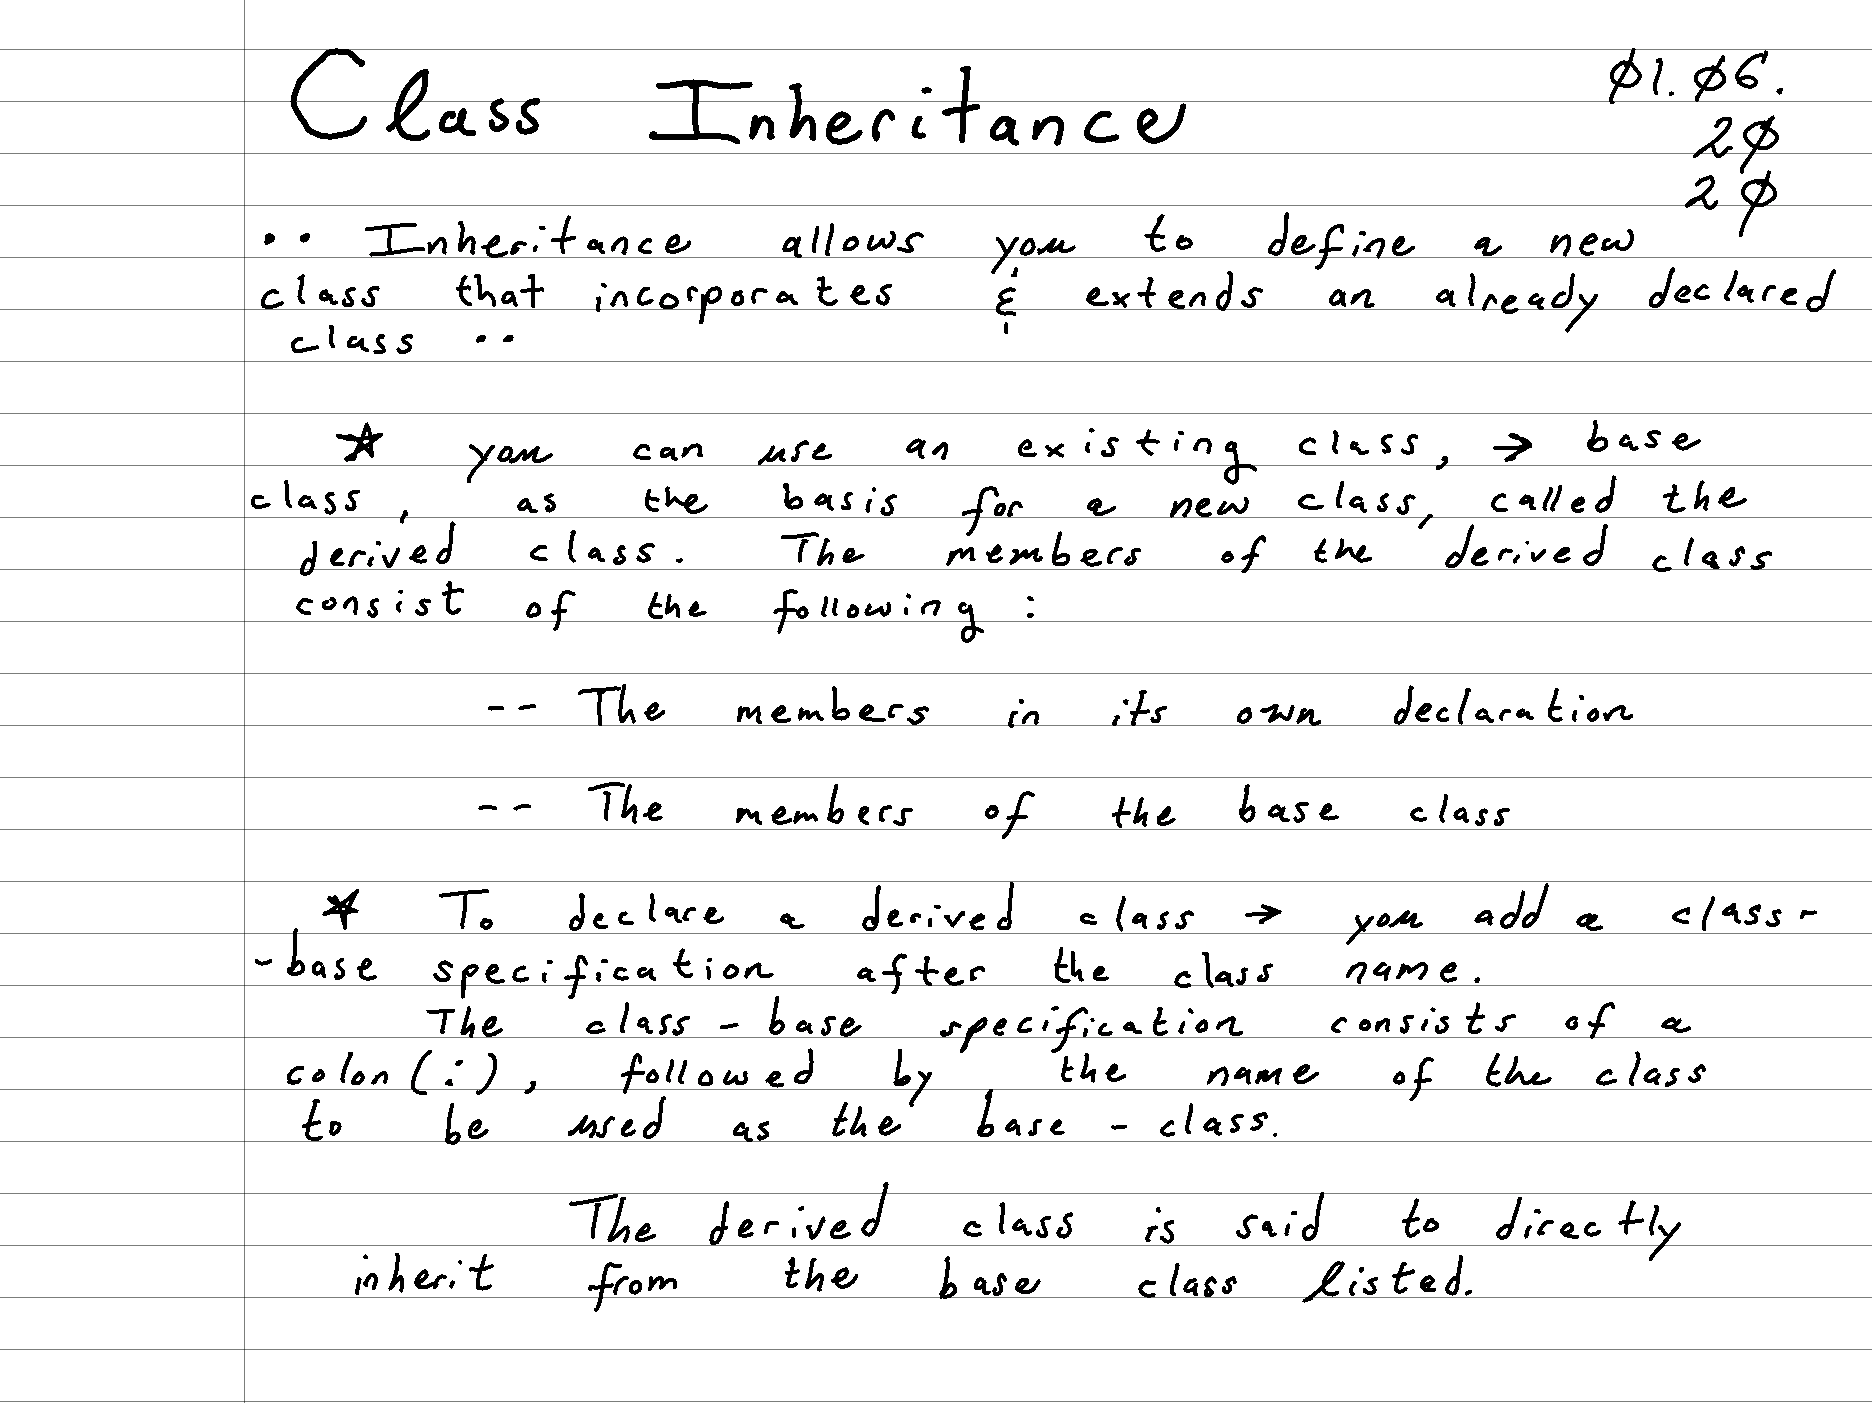 Class Inheritance
Ø1. Ø6.
2Ø
2Ø
.. Inheritance allows you to define a new
class that incorporates & extends an already declared
class ..
★ you can use an existing class, → base
class, as the basis for a new class, called the
derived class. The members of the derived class
consist of the following :
-- The members in its own declaration
-- The members of the base class
★ To declare a derived class → you add a class-
-base specification after the class name.
The class - base specification consists of a
colon (:), followed by the name of the class
to be used as the base - class.
The derived class is said to directly
inherit from the base class listed.